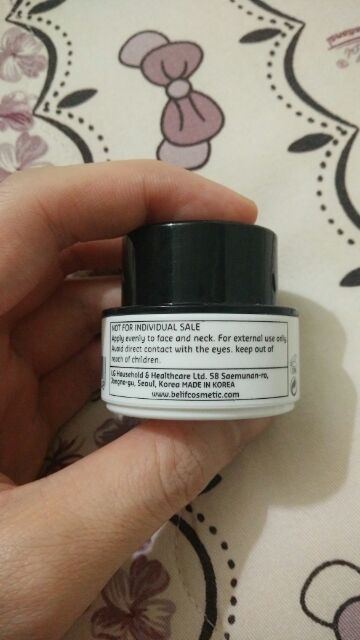 NOT FOR INDIVIDUAL SALE
Apply evenly to face and neck. For external use only.
Avoid direct contact with the eyes. keep out of
reach of children.
LG Household & Healthcare Ltd. 58 Saemunan-ro,
Jongno-gu, Seoul, Korea MADE IN KOREA
www.belifcosmetic.com